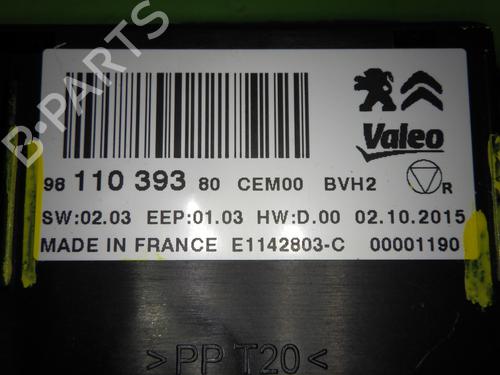 B-PARTS
Valeo
98 110 393 80 CEM00 BVH2
R
SW:02.03 EEP:01.03 HW:D.00 02.10.2015
MADE IN FRANCE E1142803-C 00001190
>PP T20<